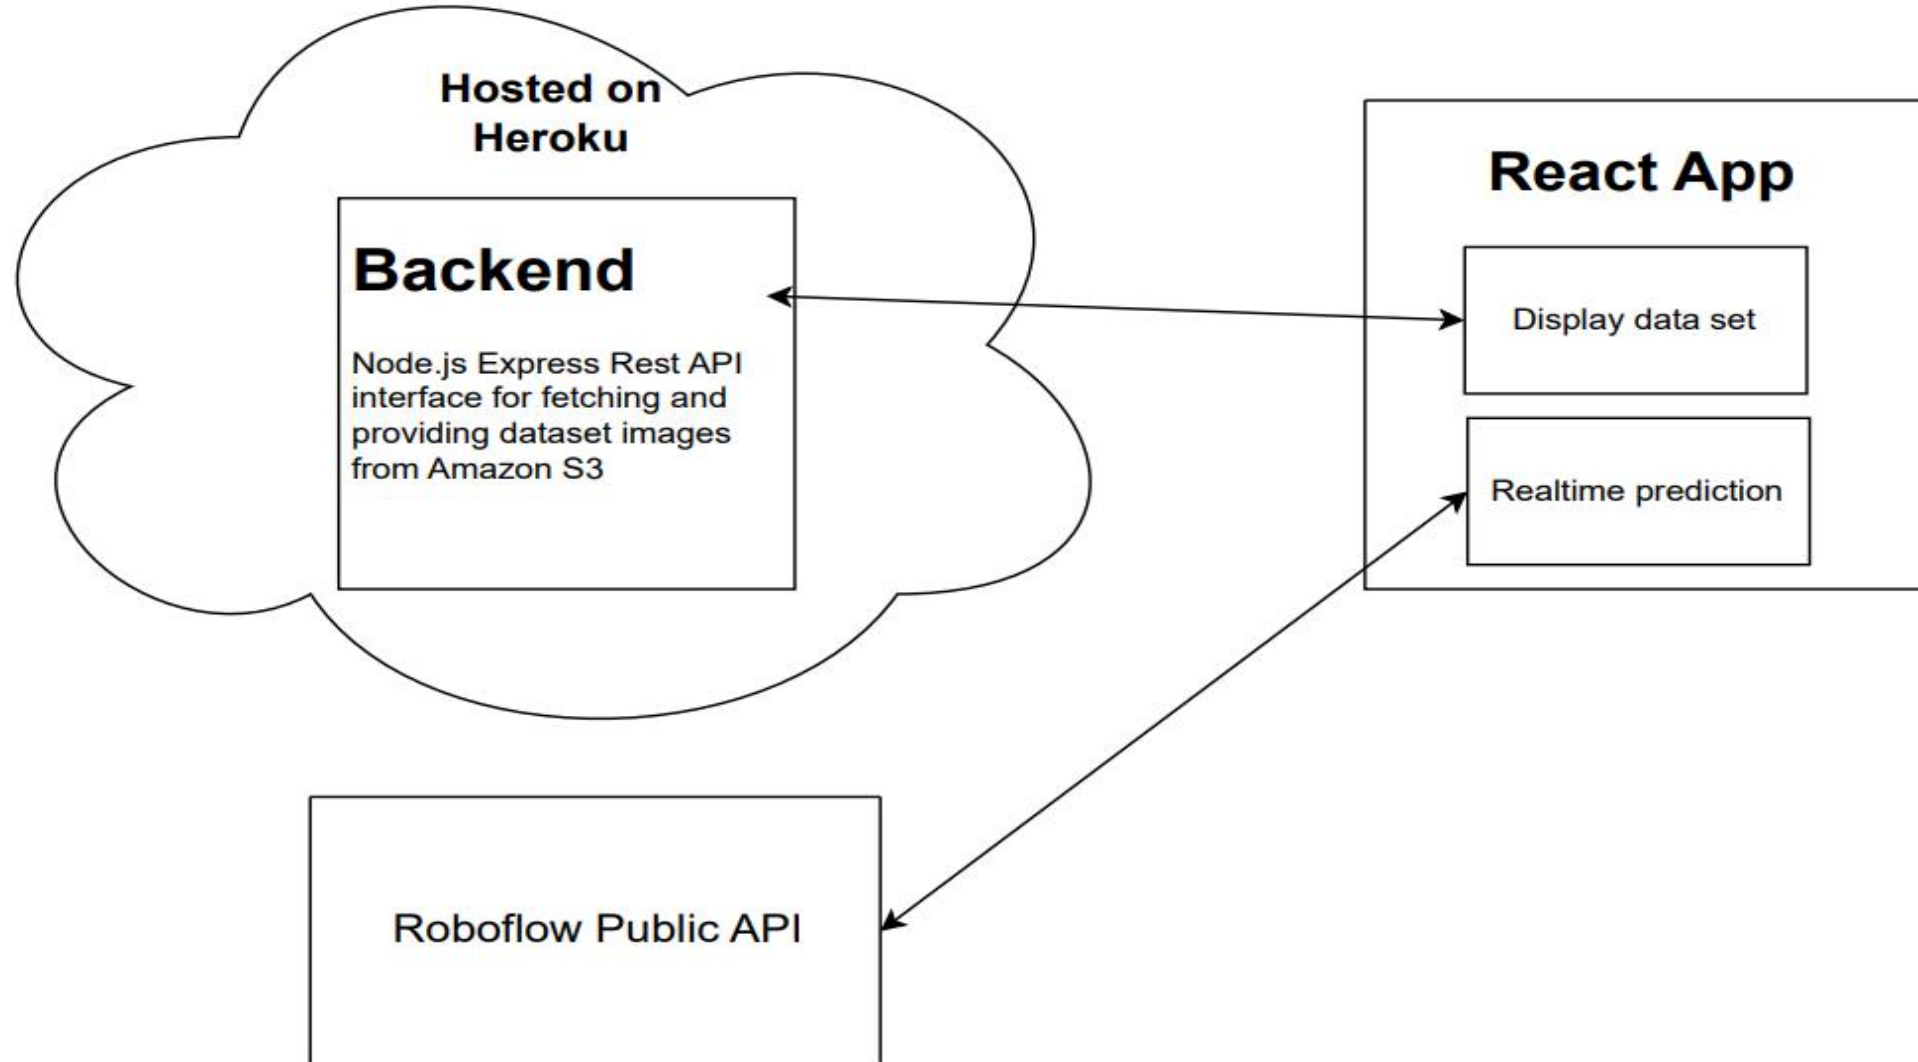 Hosted on
Heroku
Backend
Node.js Express Rest API
interface for fetching and
providing dataset images
from Amazon S3
React App
Display data set
Realtime prediction
Roboflow Public API